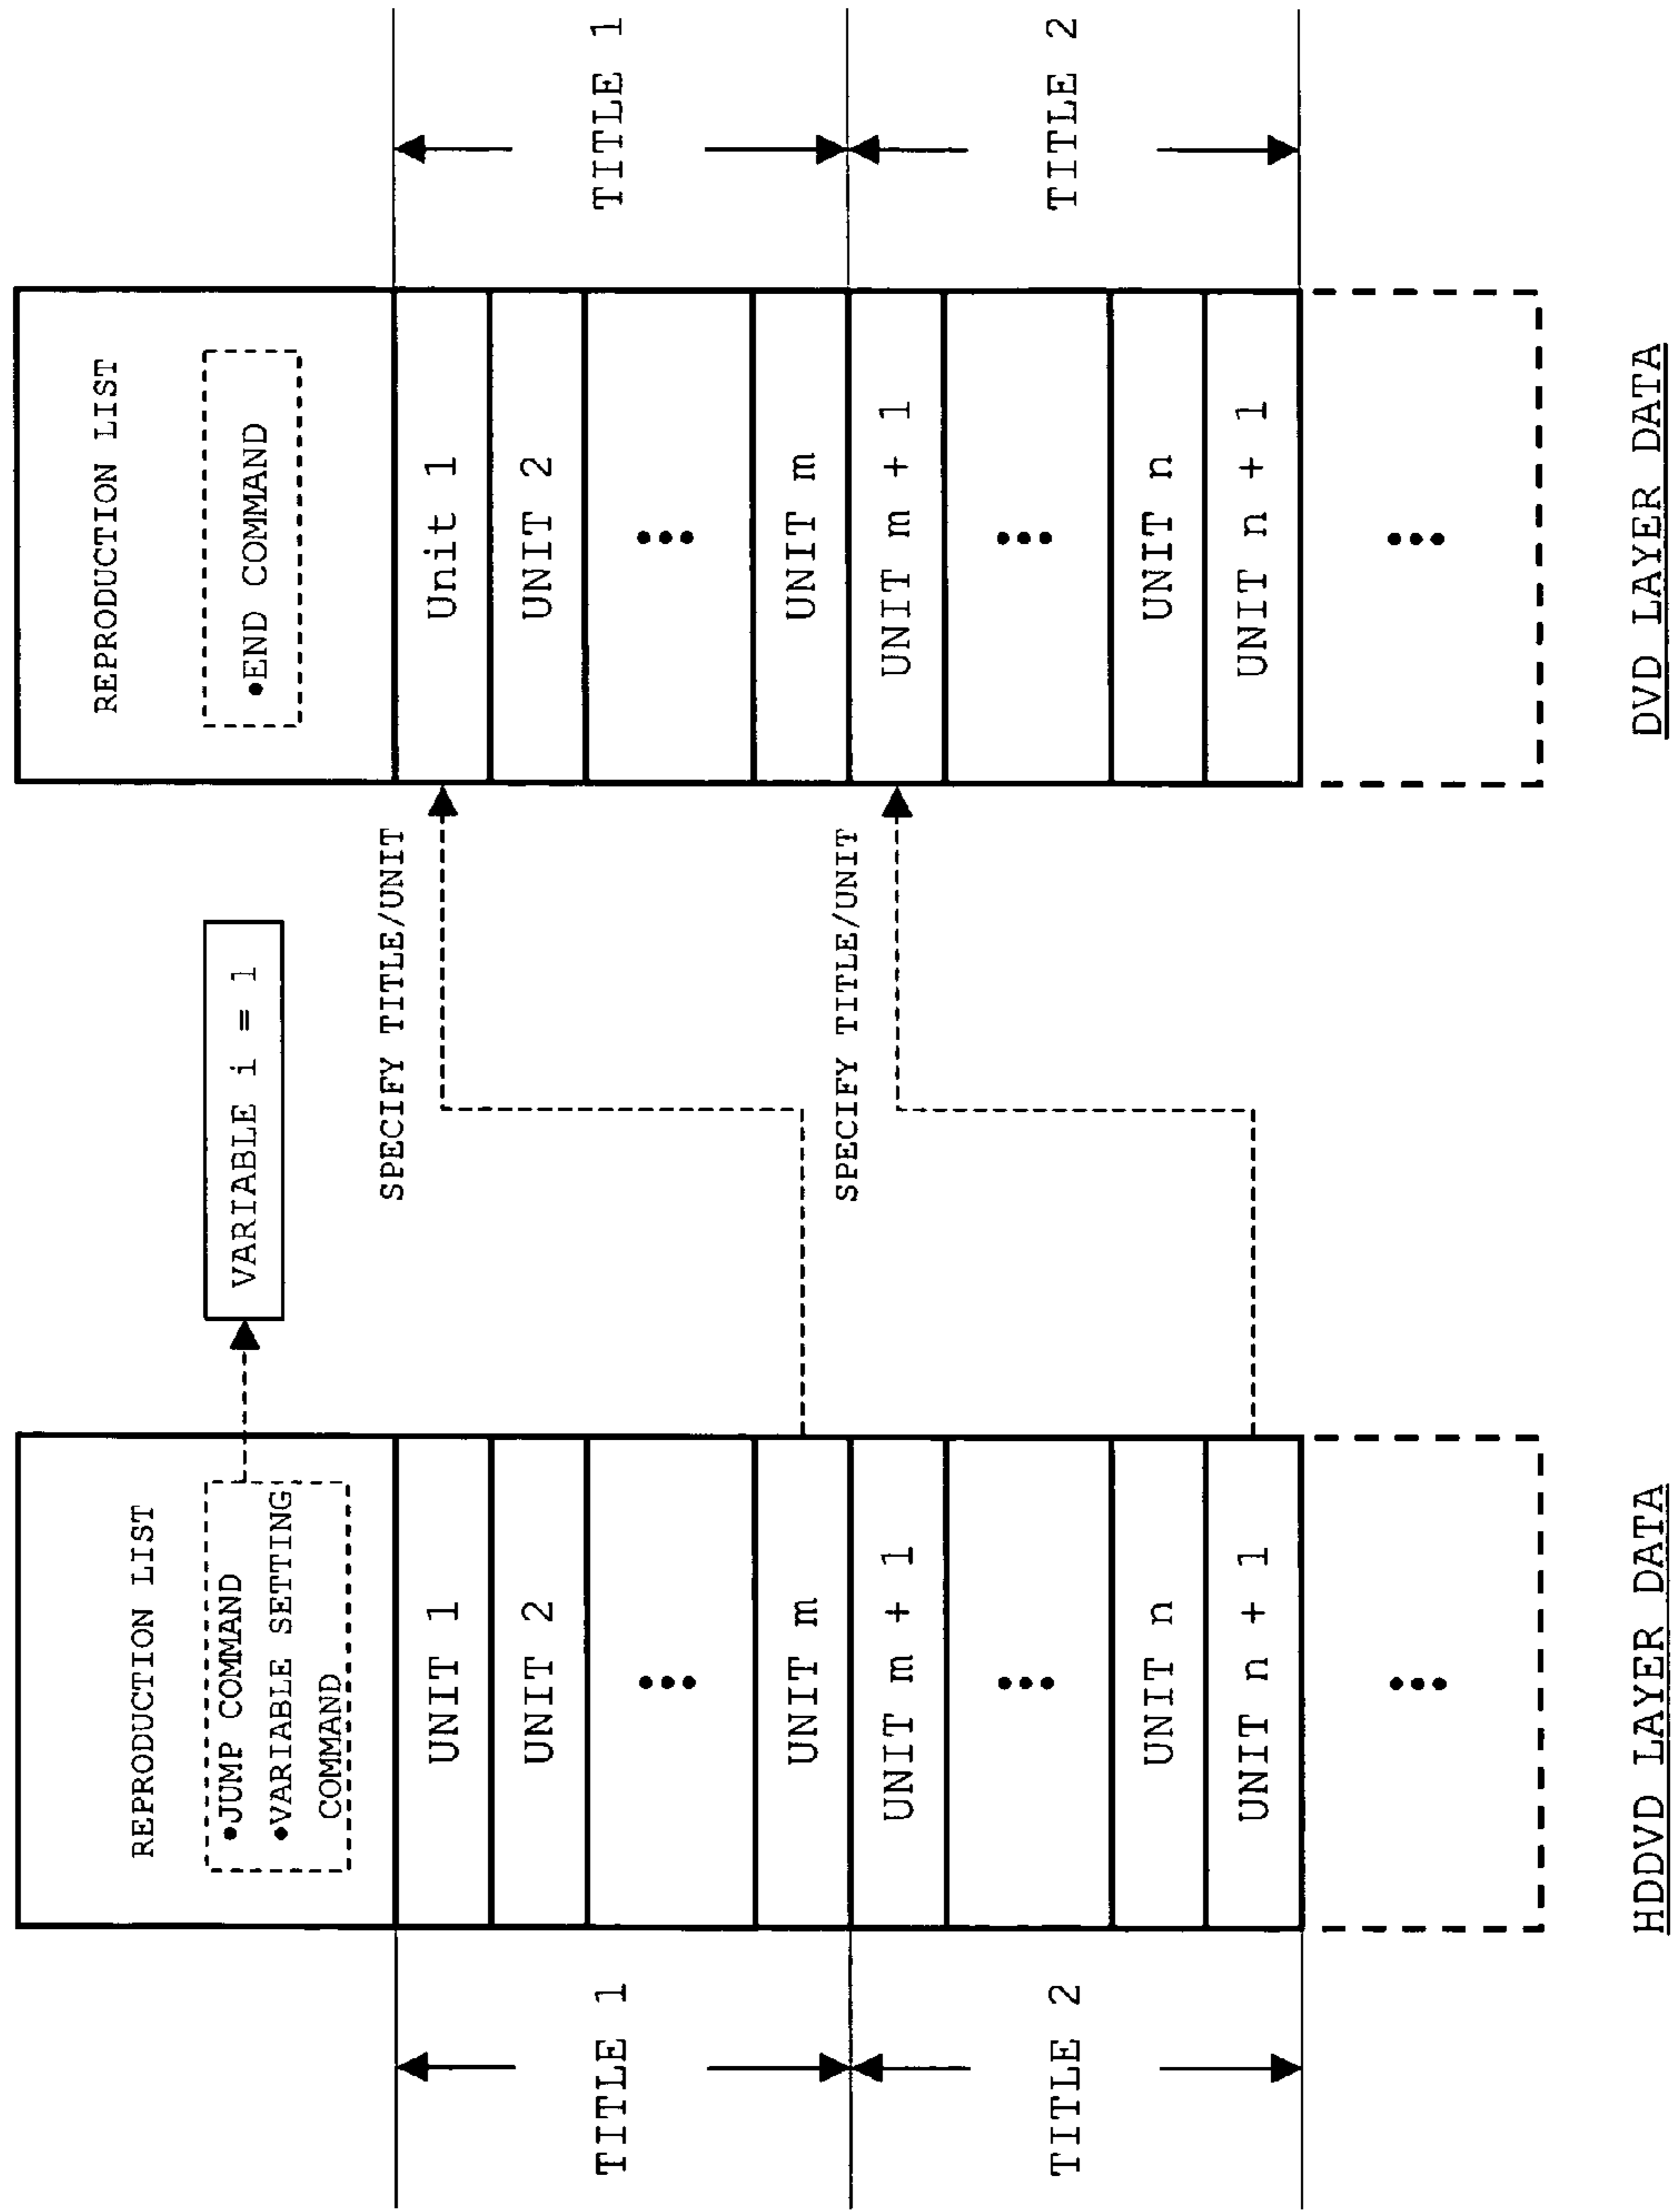 REPRODUCTION LIST
•JUMP COMMAND
•VARIABLE SETTING
COMMAND
UNIT 1
UNIT 2
•••
UNIT m
UNIT m + 1
•••
UNIT n
UNIT n + 1
•••
TITLE 1
TITLE 2
HDDVD LAYER DATA
VARIABLE i = 1
SPECIFY TITLE/UNIT
SPECIFY TITLE/UNIT
REPRODUCTION LIST
•END COMMAND
Unit 1
UNIT 2
•••
UNIT m
UNIT m + 1
•••
UNIT n
UNIT n + 1
•••
TITLE 1
TITLE 2
DVD LAYER DATA